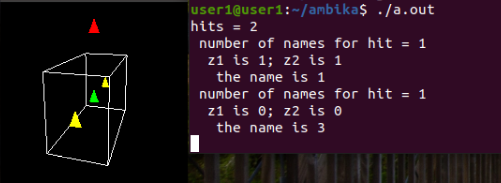 user1@user1:~/ambika$ ./a.out
hits = 2
number of names for hit = 1
z1 is 1; z2 is 1
the name is 1
number of names for hit = 1
z1 is 0; z2 is 0
the name is 3